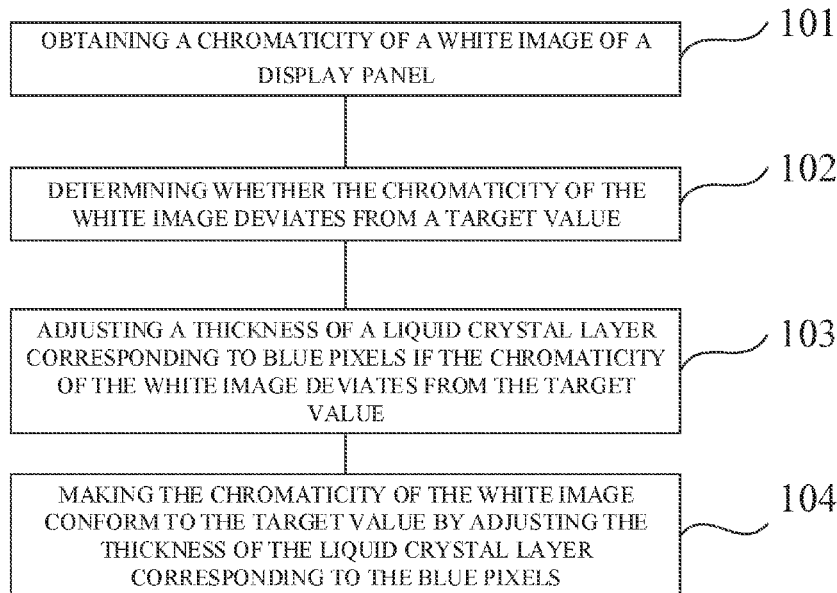 OBTAINING A CHROMATICITY OF A WHITE IMAGE OF A
DISPLAY PANEL
101
DETERMINING WHETHER THE CHROMATICITY OF THE
WHITE IMAGE DEVIATES FROM A TARGET VALUE
102
ADJUSTING A THICKNESS OF A LIQUID CRYSTAL LAYER
CORRESPONDING TO BLUE PIXELS IF THE CHROMATICITY
OF THE WHITE IMAGE DEVIATES FROM THE TARGET
VALUE
103
MAKING THE CHROMATICITY OF THE WHITE IMAGE
CONFORM TO THE TARGET VALUE BY ADJUSTING THE
THICKNESS OF THE LIQUID CRYSTAL LAYER
CORRESPONDING TO THE BLUE PIXELS
104